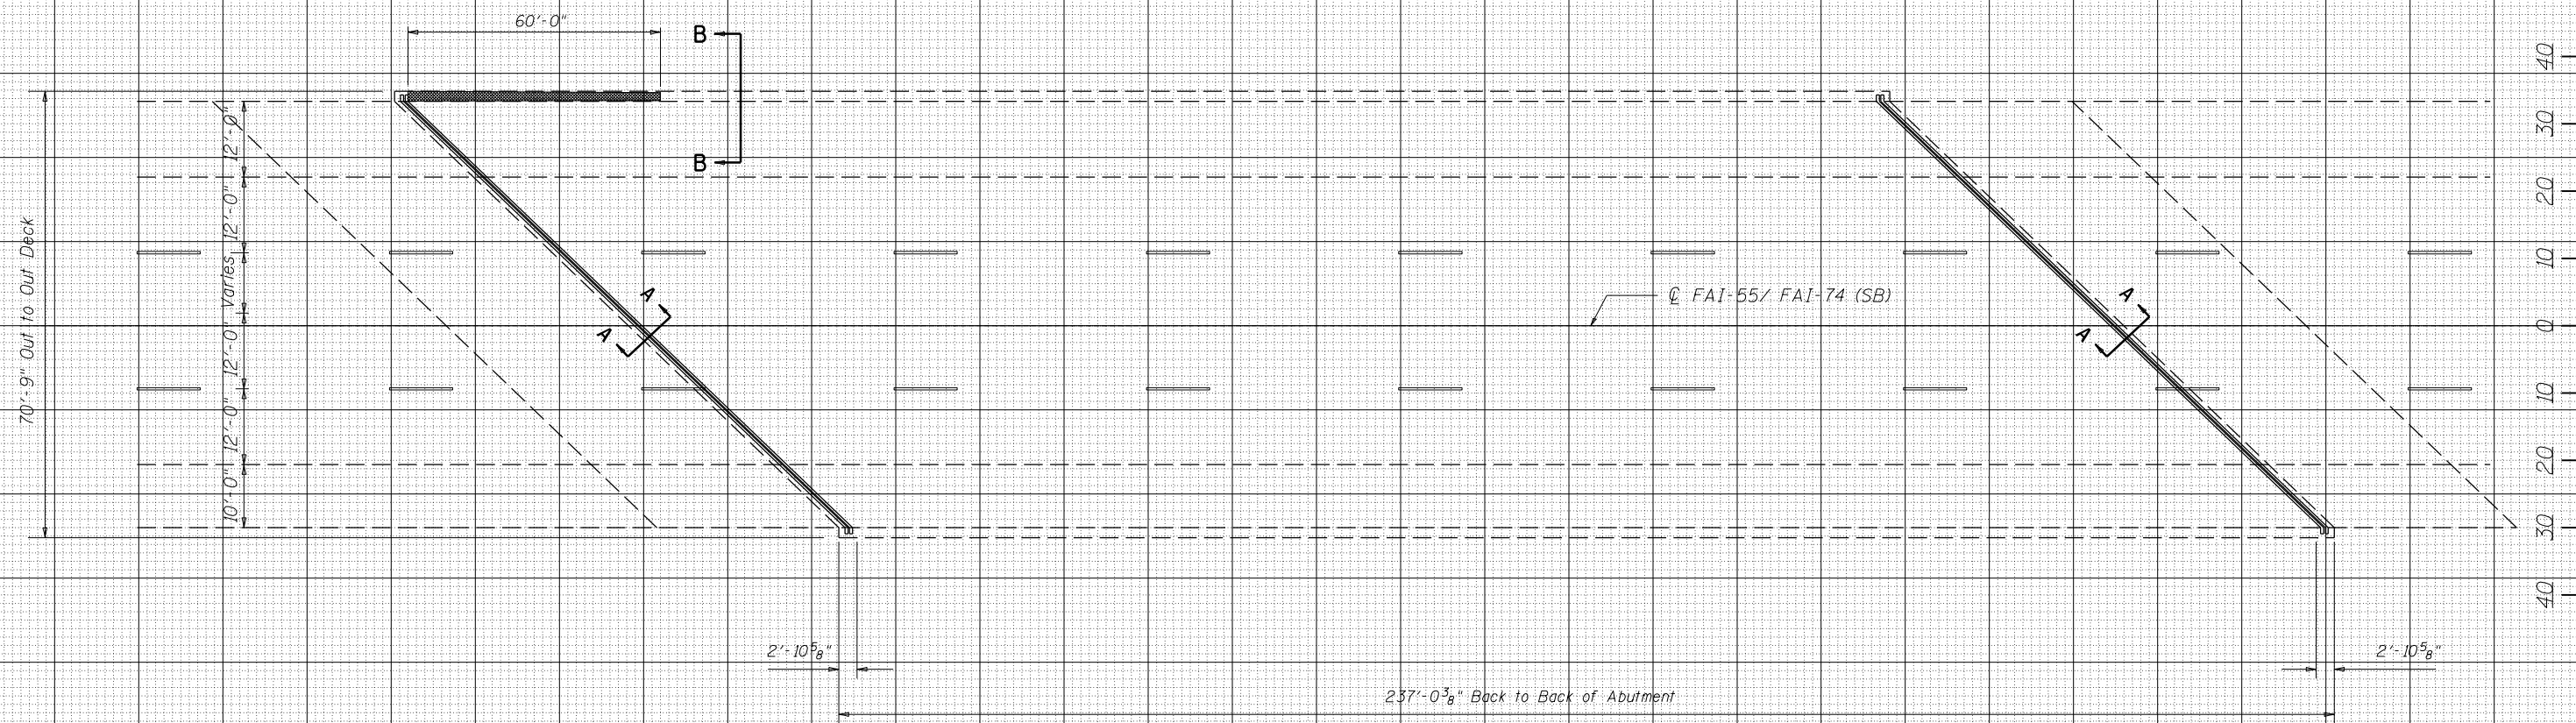 60'-0"
B
B
12'-0"
12'-0"
Varies
12'-0"
12'-0"
10'-0"
70'-9" Out to Out Deck
A
A
℄ FAI-55/ FAI-74 (SB)
A
A
40
30
20
10
0
10
20
30
40
2'-10⅝"
2'-10⅝"
237'-0⅜" Back to Back of Abutment